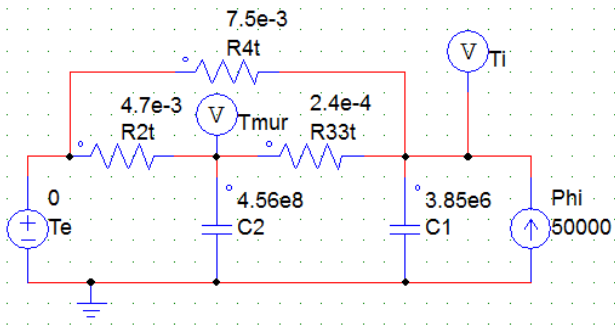 7.5e-3
R4t
V
Ti
4.7e-3
R2t
V
Tmur
2.4e-4
R33t
0
Te
4.56e8
C2
3.85e6
C1
Phi
50000